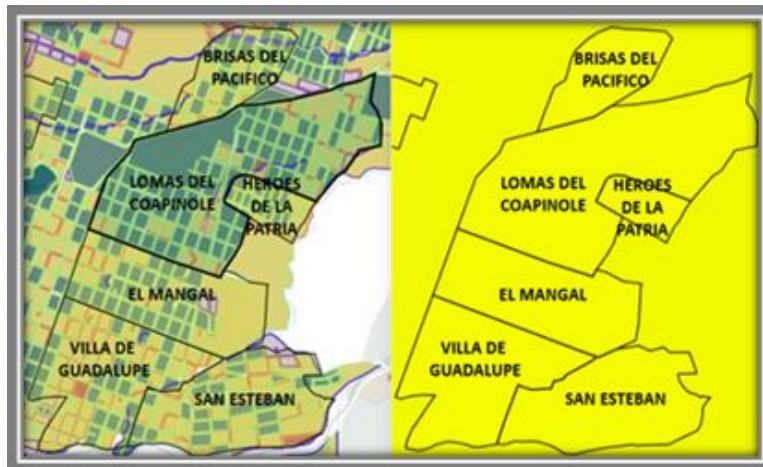 BRISAS DEL
PACIFICO
LOMAS DEL
COAPINOLE
HEROES
DE LA
PATRIA
EL MANGAL
VILLA DE
GUADALUPE
SAN ESTEBAN
BRISAS DEL
PACIFICO
LOMAS DEL
COAPINOLE
HEROES
DE LA
PATRIA
EL MANGAL
VILLA DE
GUADALUPE
SAN ESTEBAN